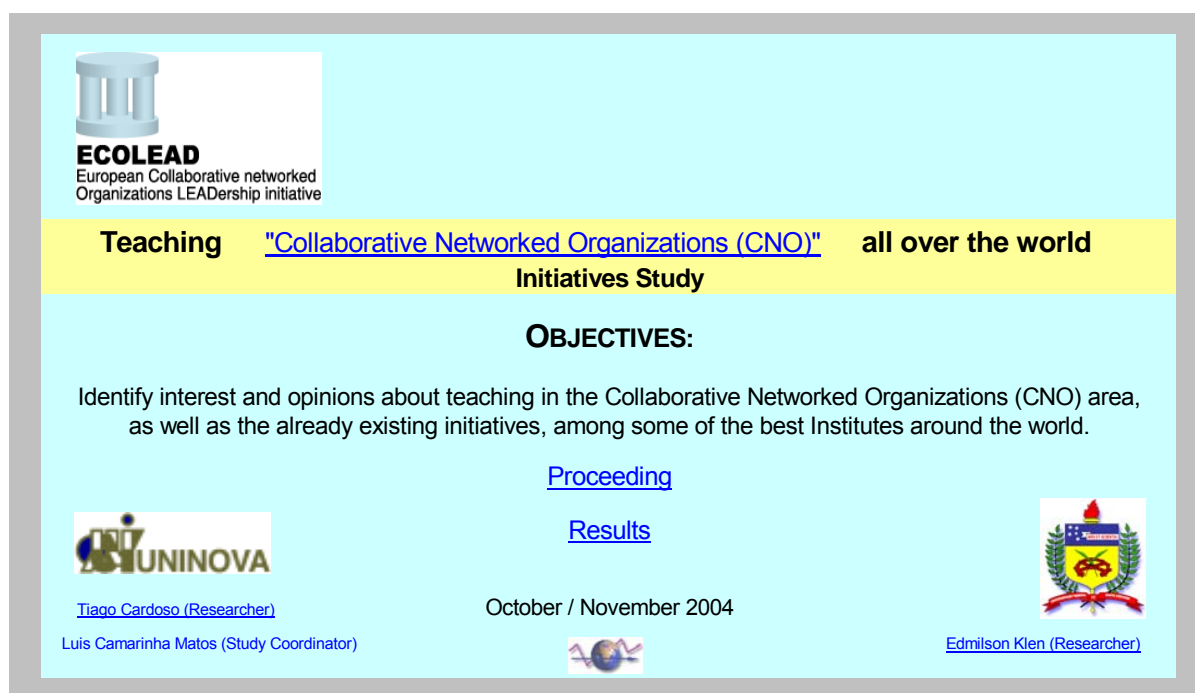 ECOLEAD
European Collaborative networked
Organizations LEADership initiative
Teaching "Collaborative Networked Organizations (CNO)" all over the world
Initiatives Study
OBJECTIVES:
Identify interest and opinions about teaching in the Collaborative Networked Organizations (CNO) area,
as well as the already existing initiatives, among some of the best Institutes around the world.
Proceeding
Results
UNINOVA
Tiago Cardoso (Researcher)
October / November 2004
Luis Camarinha Matos (Study Coordinator)
Edmilson Klen (Researcher)